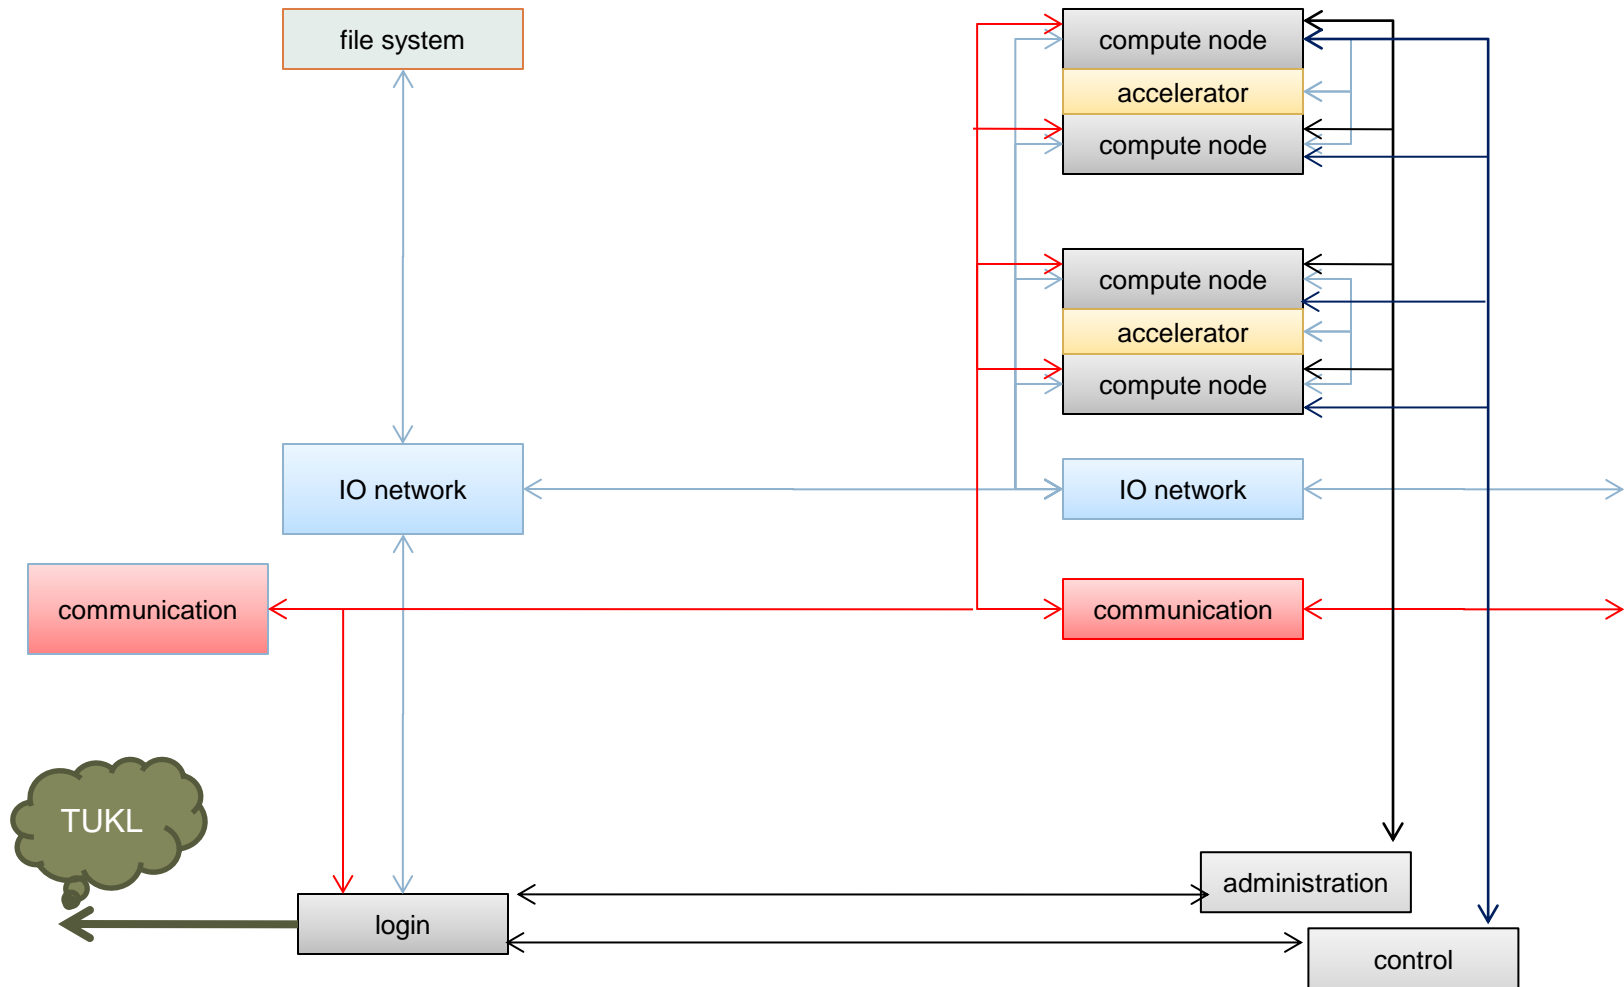 file system
compute node
accelerator
compute node
compute node
accelerator
compute node
IO network
IO network
communication
communication
TUKL
administration
login
control